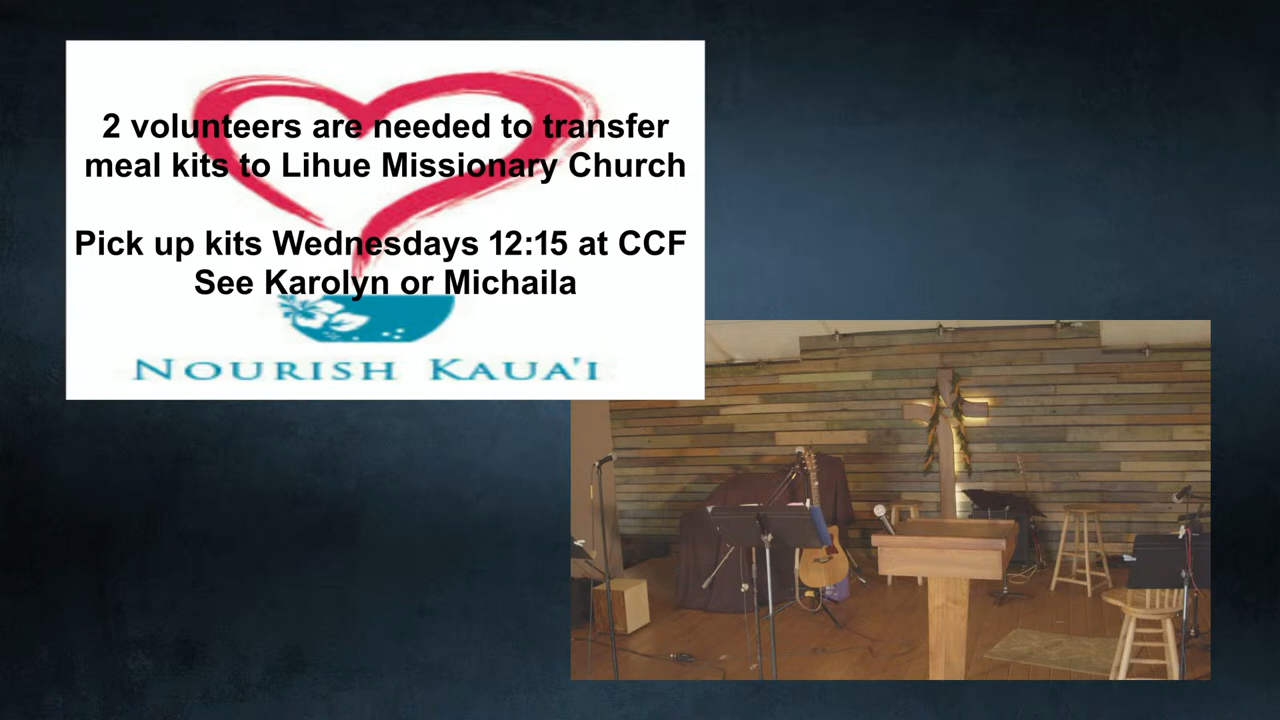 2 volunteers are needed to transfer
meal kits to Lihue Missionary Church
Pick up kits Wednesdays 12:15 at CCF
See Karolyn or Michaila
NOURISH KAUA'I